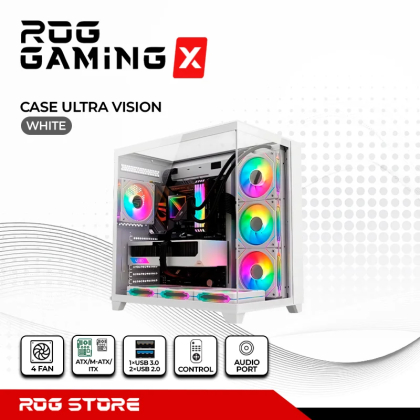 ROG
GAMING X
CASE ULTRA VISION
WHITE
4 FAN
ATX/M-ATX/
ITX
1×USB 3.0
2×USB 2.0
CONTROL
AUDIO
PORT
ROG STORE